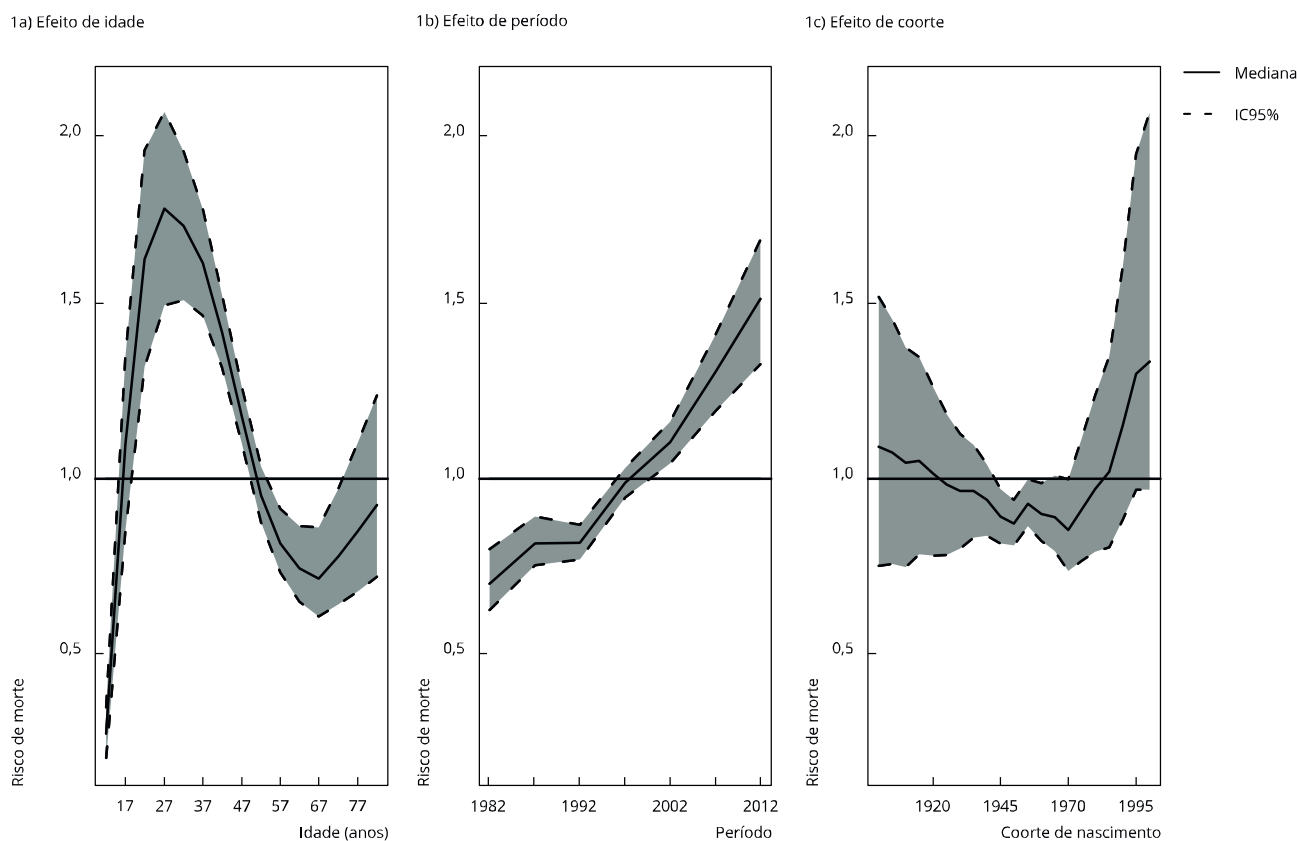 1a) Efeito de idade
2,0
1,5
1,0
0,5
Risco de morte
17 27 37 47 57 67 77
Idade (anos)
1b) Efeito de período
2,0
1,5
1,0
0,5
Risco de morte
1982 1992 2002 2012
Período
1c) Efeito de coorte
2,0
1,5
1,0
0,5
Risco de morte
1920 1945 1970 1995
Coorte de nascimento
Mediana
IC95%